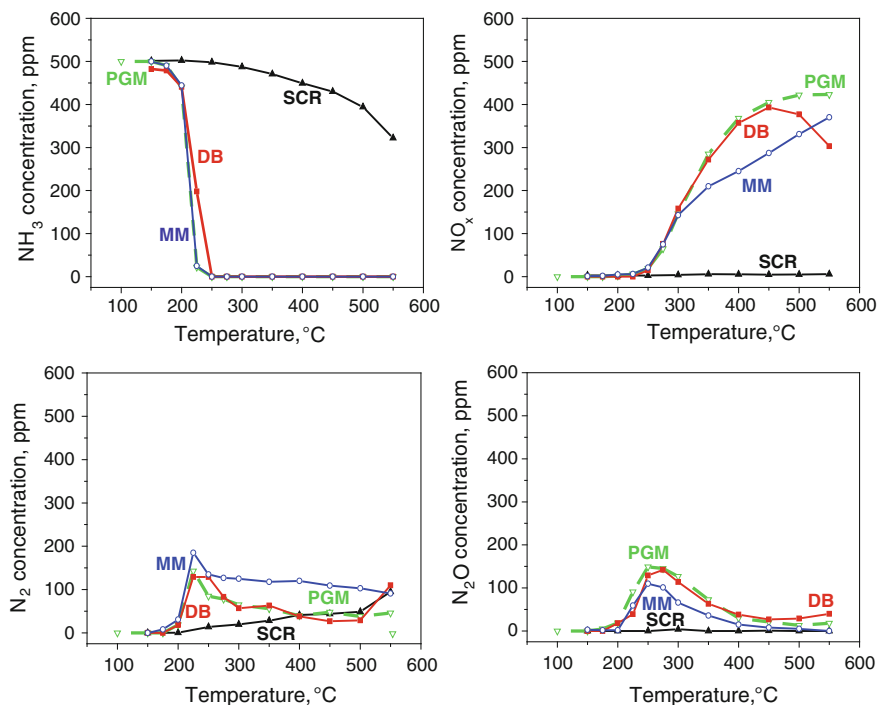 NH3 concentration, ppm
600
500
400
300
200
100
0
PGM
SCR
DB
MM
100 200 300 400 500 600
Temperature,°C
NOx concentration, ppm
600
500
400
300
200
100
0
PGM
DB
MM
SCR
100 200 300 400 500 600
Temperature,°C
N2 concentration, ppm
600
500
400
300
200
100
0
MM
DB
PGM
SCR
100 200 300 400 500 600
Temperature,°C
N2O concentration, ppm
600
500
400
300
200
100
0
PGM
MM
SCR
DB
100 200 300 400 500 600
Temperature,°C